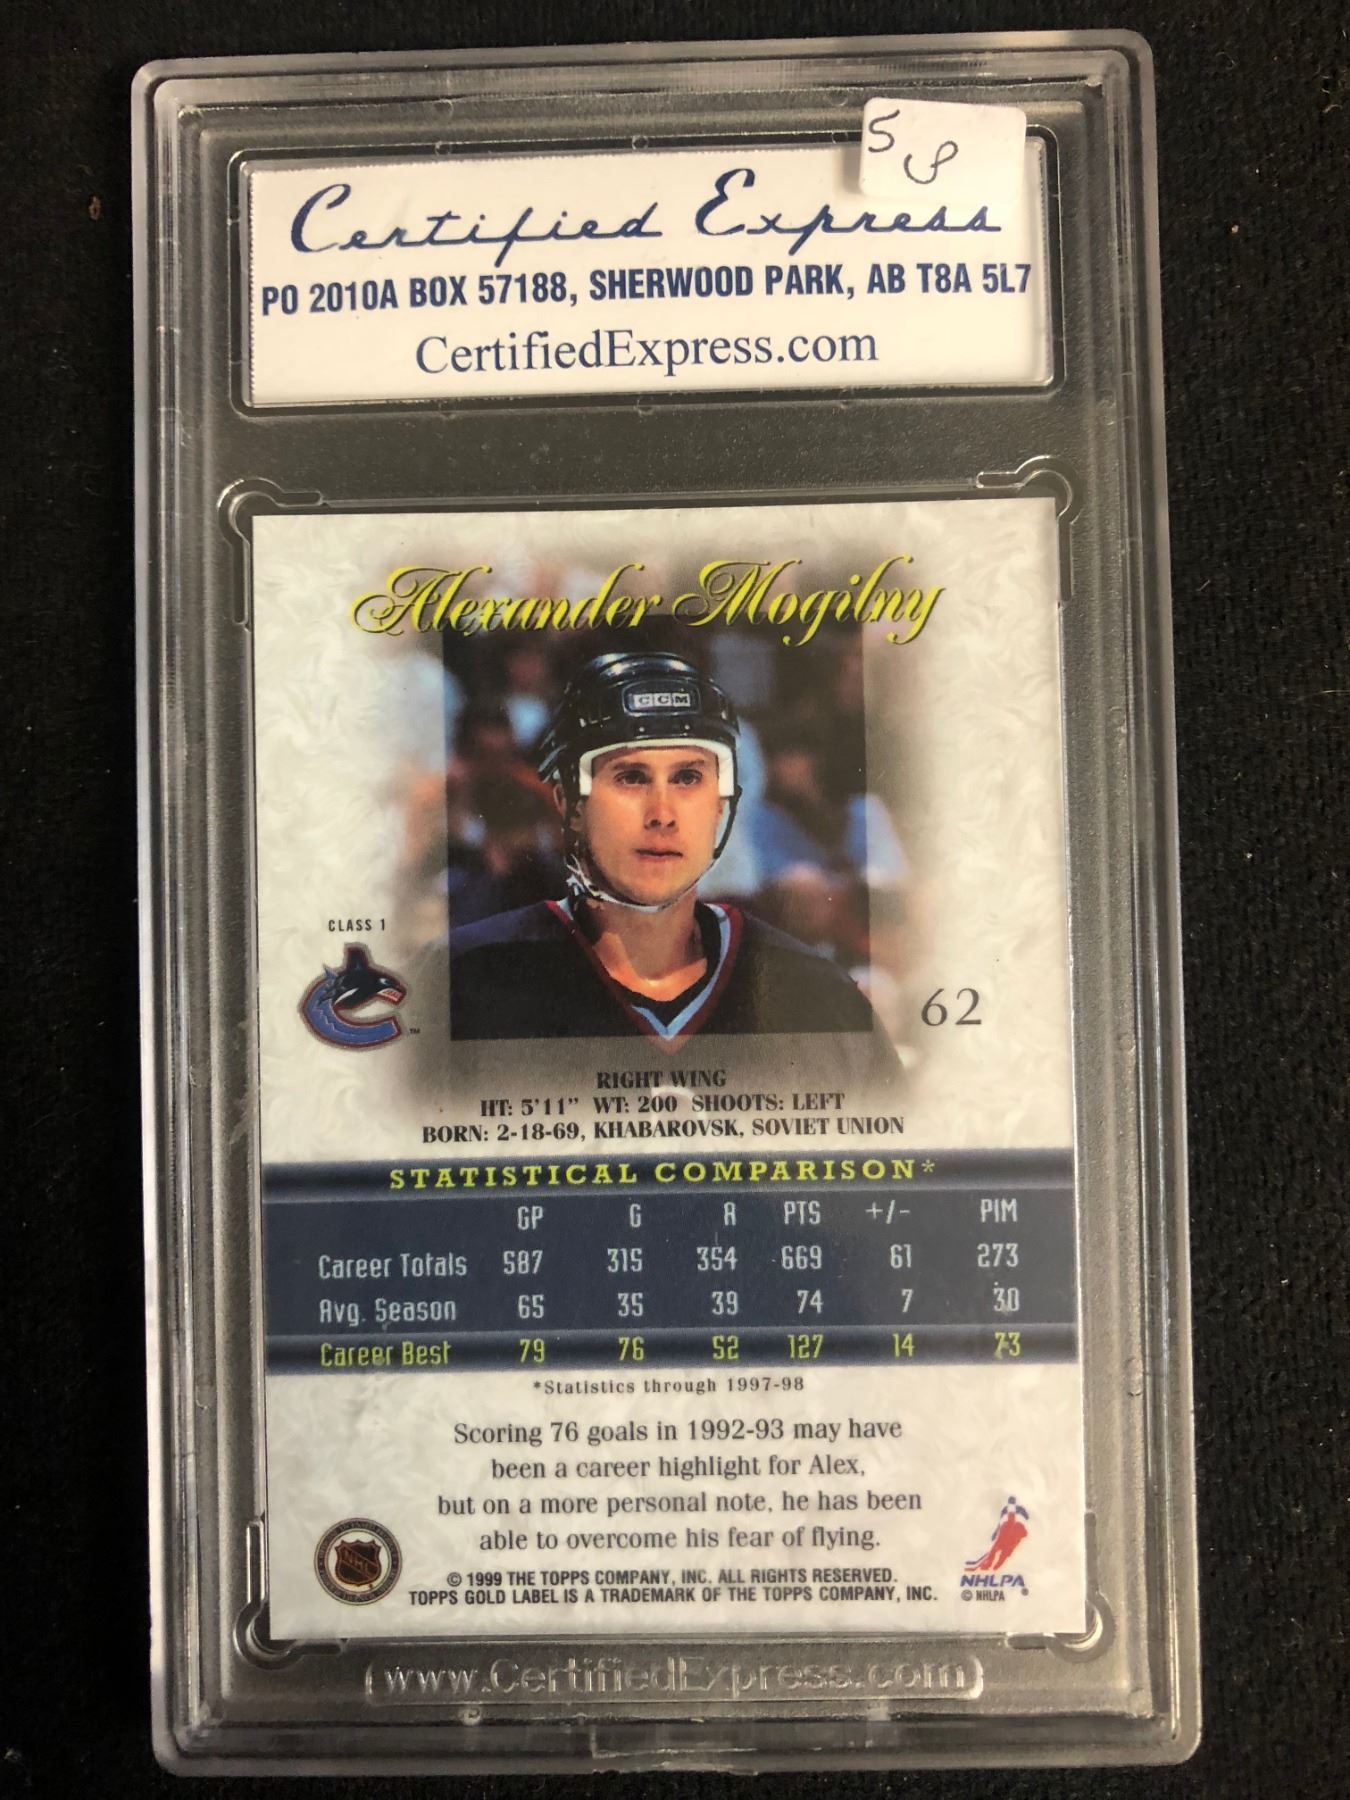 5
Certified Express
PO 2010A BOX 57188, SHERWOOD PARK, AB T8A 5L7
CertifiedExpress.com
Alexander Mogilny
CCM
CLASS 1
TM
62
RIGHT WING
HT: 5'11" WT: 200 SHOOTS: LEFT
BORN: 2-18-69, KHABAROVSK, SOVIET UNION
STATISTICAL COMPARISON*
GP G A PTS +/- PIM
Career Totals 587 315 354 669 61 273
Avg. Season 65 35 39 74 7 30
Career Best 79 76 52 127 14 73
*Statistics through 1997-98
Scoring 76 goals in 1992-93 may have
been a career highlight for Alex,
but on a more personal note, he has been
able to overcome his fear of flying.
© 1999 THE TOPPS COMPANY, INC. ALL RIGHTS RESERVED.
TOPPS GOLD LABEL IS A TRADEMARK OF THE TOPPS COMPANY, INC.
NHL
NHLPA
© NHLPA
www.CertifiedExpress.com